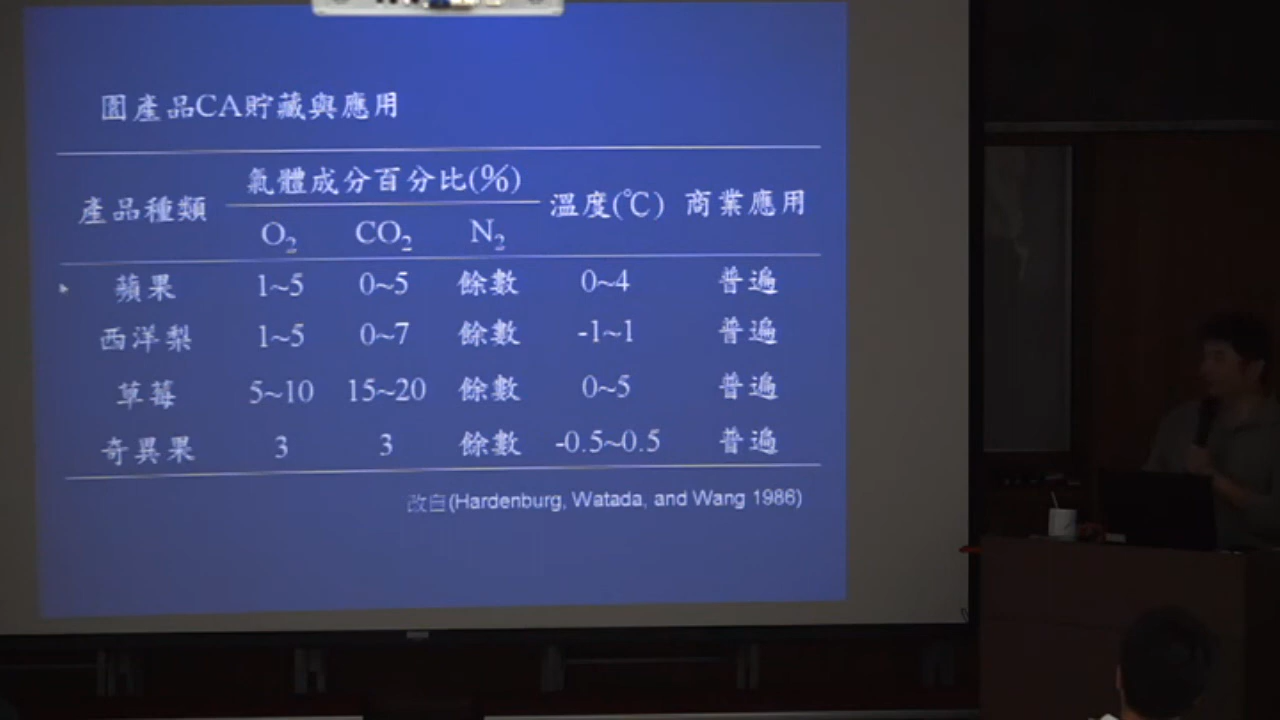 園產品CA貯藏與應用
產品種類 氣體成分百分比(%) 溫度(℃) 商業應用
O₂ CO₂ N₂
蘋果 1~5 0~5 餘數 0~4 普遍
西洋梨 1~5 0~7 餘數 -1~1 普遍
草莓 5~10 15~20 餘數 0~5 普遍
奇異果 3 3 餘數 -0.5~0.5 普遍
改自(Hardenburg, Watada, and Wang 1986)